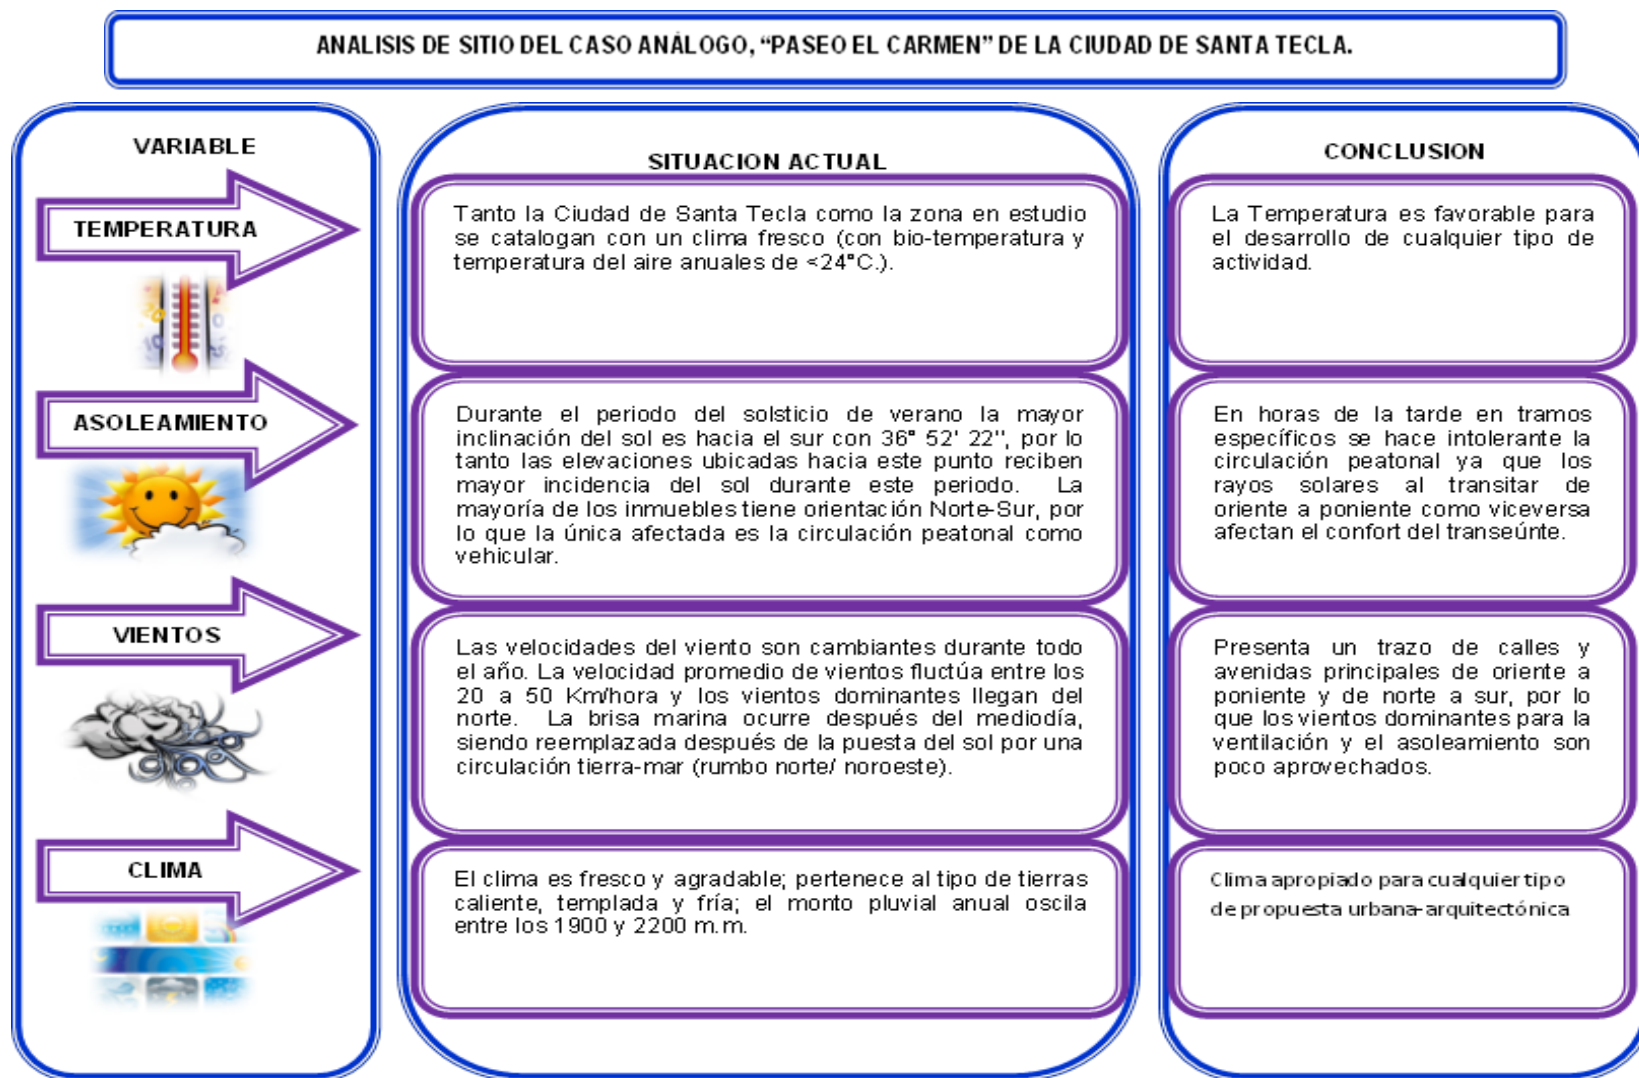 ANALISIS DE SITIO DEL CASO ANÁLOGO, “PASEO EL CARMEN” DE LA CIUDAD DE SANTA TECLA.
VARIABLE
SITUACION ACTUAL
CONCLUSION
TEMPERATURA
Tanto la Ciudad de Santa Tecla como la zona en estudio
se catalogan con un clima fresco (con bio-temperatura y
temperatura del aire anuales de <24°C.).
La Temperatura es favorable para
el desarrollo de cualquier tipo de
actividad.
ASOLEAMIENTO
Durante el periodo del solsticio de verano la mayor
inclinación del sol es hacia el sur con 36° 52' 22'', por lo
tanto las elevaciones ubicadas hacia este punto reciben
mayor incidencia del sol durante este periodo. La
mayoría de los inmuebles tiene orientación Norte-Sur, por
lo que la única afectada es la circulación peatonal como
vehicular.
En horas de la tarde en tramos
específicos se hace intolerante la
circulación peatonal ya que los
rayos solares al transitar de
oriente a poniente como viceversa
afectan el confort del transeúnte.
VIENTOS
Las velocidades del viento son cambiantes durante todo
el año. La velocidad promedio de vientos fluctúa entre los
20 a 50 Km/hora y los vientos dominantes llegan del
norte. La brisa marina ocurre después del mediodía,
siendo reemplazada después de la puesta del sol por una
circulación tierra-mar (rumbo norte/ noroeste).
Presenta un trazo de calles y
avenidas principales de oriente a
poniente y de norte a sur, por lo
que los vientos dominantes para la
ventilación y el asoleamiento son
poco aprovechados.
CLIMA
El clima es fresco y agradable; pertenece al tipo de tierras
caliente, templada y fría; el monto pluvial anual oscila
entre los 1900 y 2200 m.m.
Clima apropiado para cualquier tipo
de propuesta urbana-arquitectónica